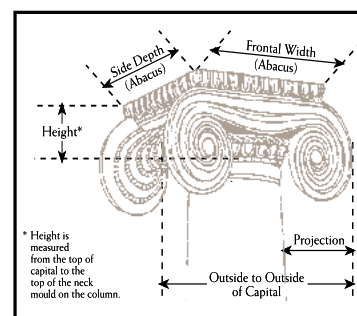 Side Depth
(Abacus)
Frontal Width
(Abacus)
Height*
* Height is
measured
from the top of
capital to the
top of the neck
mould on the column.
Projection
Outside to Outside
of Capital